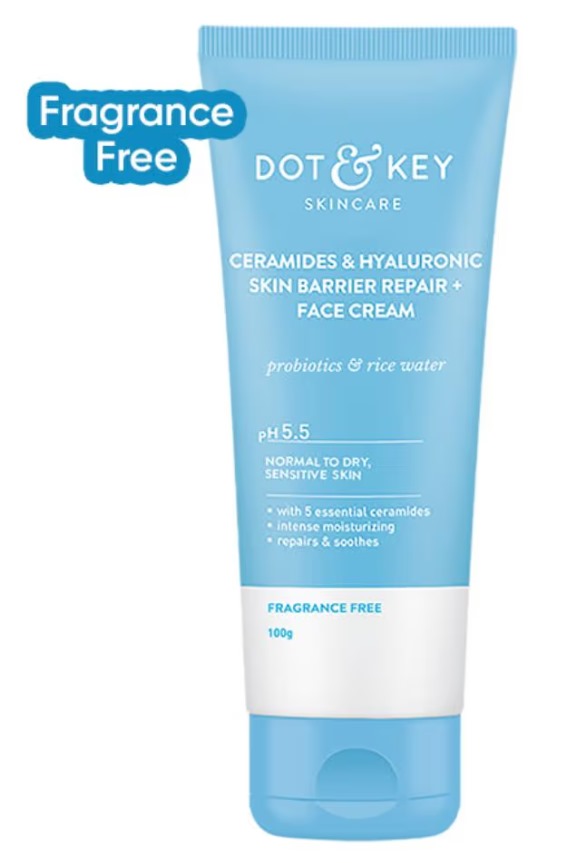 Fragrance
Free
DOT & KEY
SKINCARE
CERAMIDES & HYALURONIC
SKIN BARRIER REPAIR +
FACE CREAM
probiotics & rice water
pH 5.5
NORMAL TO DRY,
SENSITIVE SKIN
• with 5 essential ceramides
• intense moisturizing
• repairs & soothes
FRAGRANCE FREE
100g